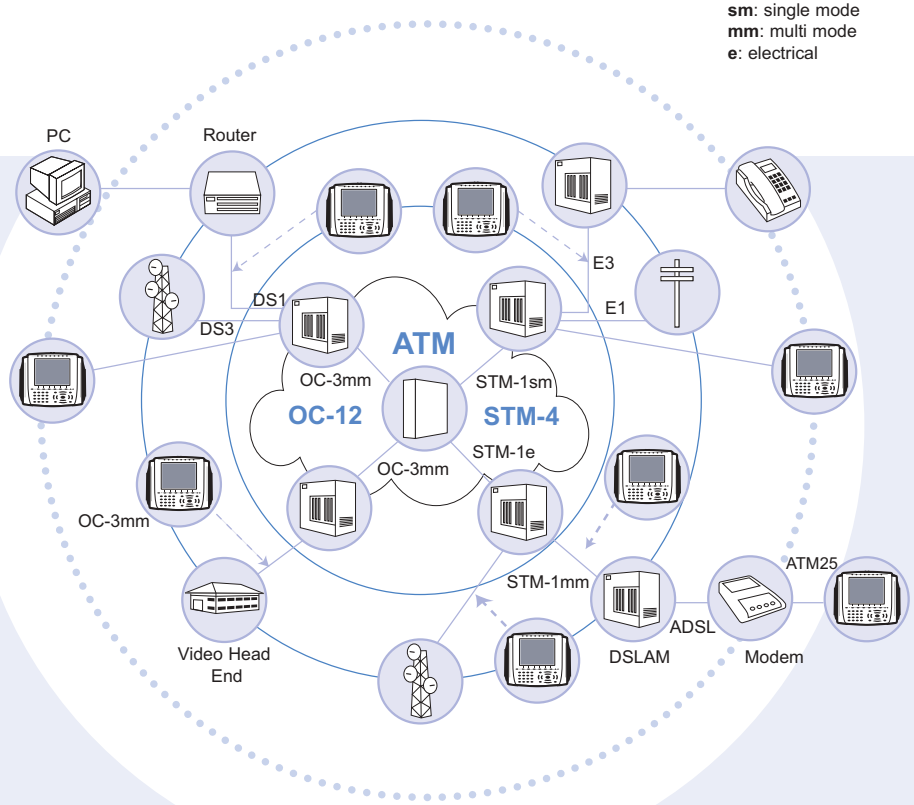 sm: single mode
mm: multi mode
e: electrical
PC
Router
E3
DS1
E1
DS3
ATM
OC-3mm
STM-1sm
OC-12
STM-4
STM-1e
OC-3mm
OC-3mm
ATM25
STM-1mm
ADSL
Video Head
End
DSLAM
Modem